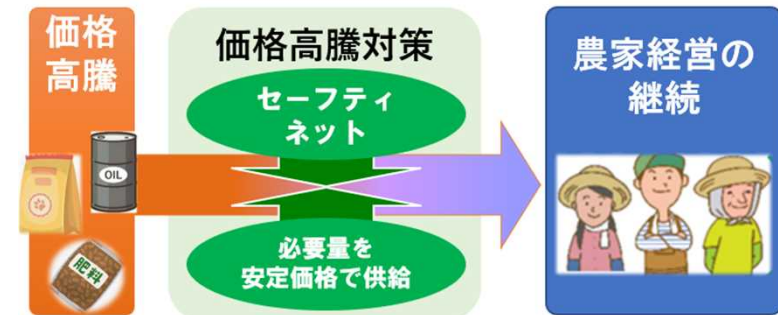 価格
高騰
OIL
肥料
価格高騰対策
セーフティ
ネット
必要量を
安定価格で供給
農家経営の
継続